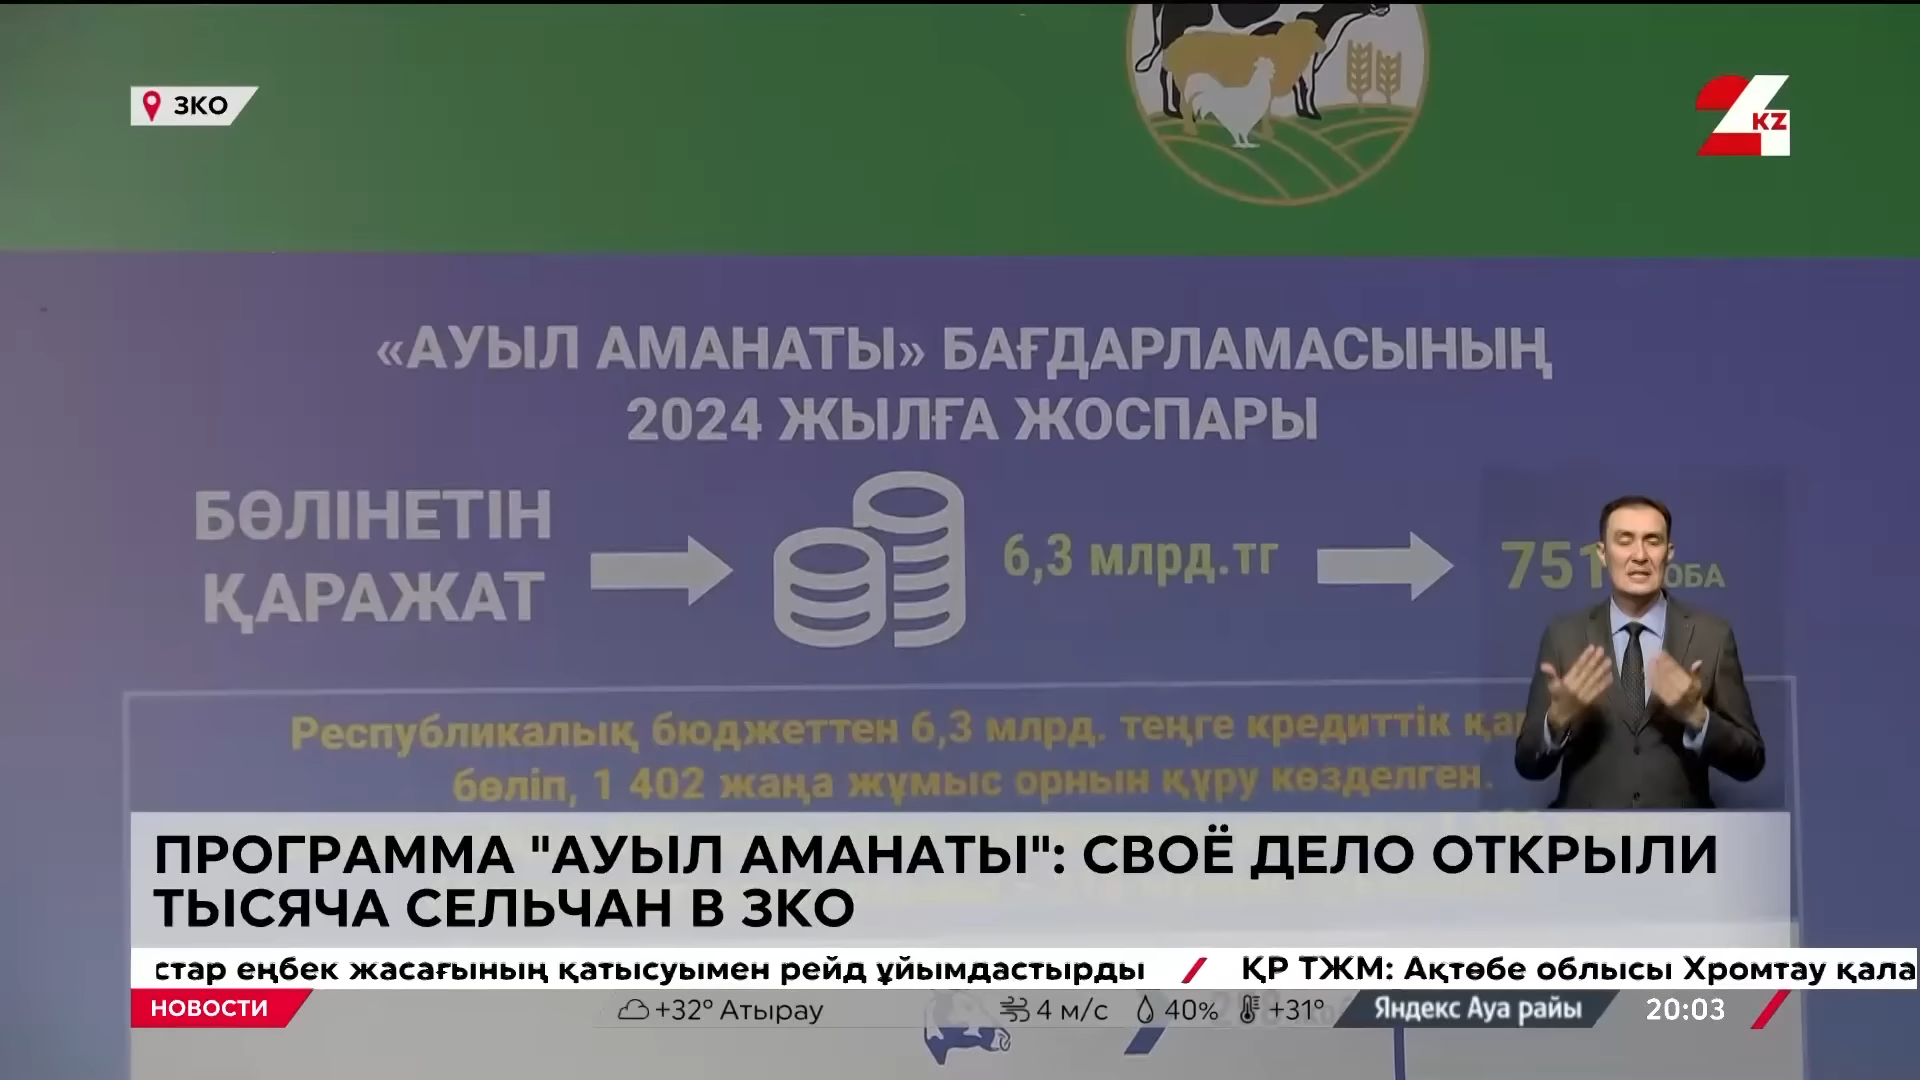 ЗКО
24 KZ
«АУЫЛ АМАНАТЫ» БАҒДАРЛАМАСЫНЫҢ
2024 ЖЫЛҒА ЖОСПАРЫ
БӨЛІНЕТІН
ҚАРАЖАТ
6,3 млрд.тг
751
Республикалық бюджеттен 6,3 млрд. теңге кредиттік
бөліп, 1 402 жаңа жұмыс орнын құру көзделген.
ПРОГРАММА "АУЫЛ АМАНАТЫ": СВОЁ ДЕЛО ОТКРЫЛИ
ТЫСЯЧА СЕЛЬЧАН В ЗКО
стар еңбек жасағының қатысуымен рейд ұйымдастырды / ҚР ТЖМ: Ақтөбе облысы Хромтау қала
НОВОСТИ +32° Атырау 4 м/с 40% +31° Яндекс Ауа райы 20:03